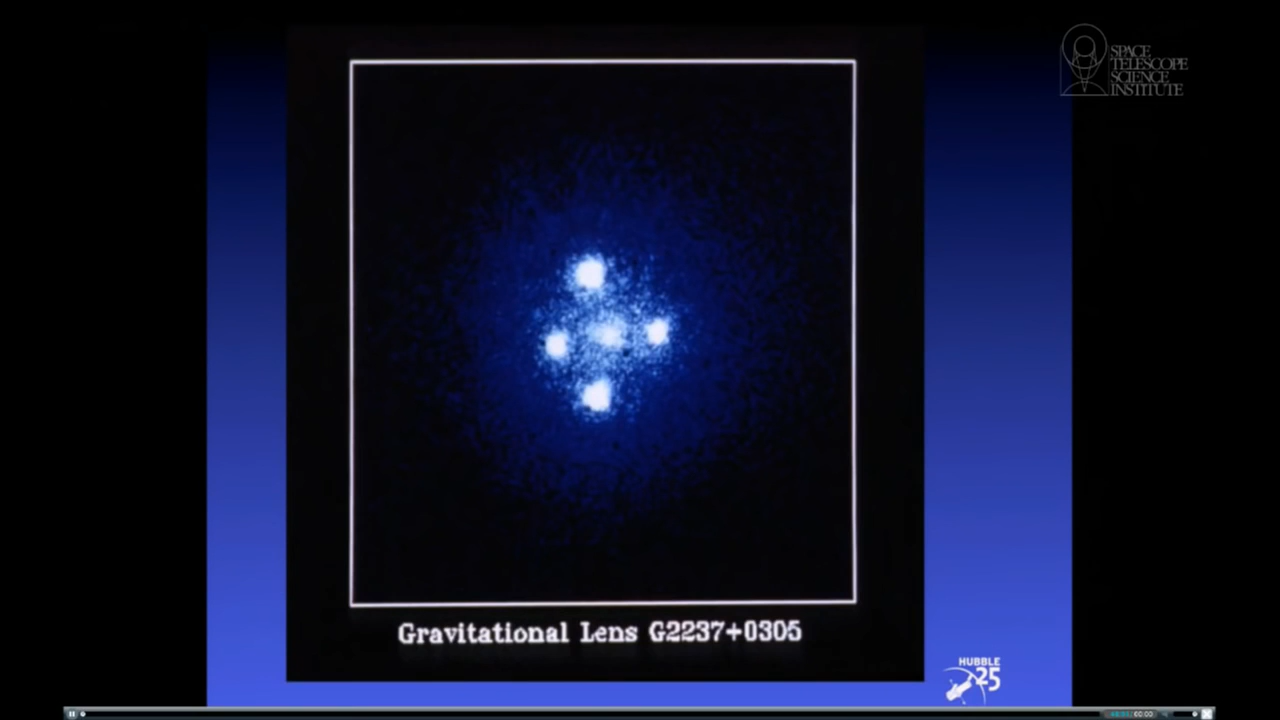 SPACE
TELESCOPE
SCIENCE
INSTITUTE
Gravitational Lens G2237+0305
HUBBLE
25